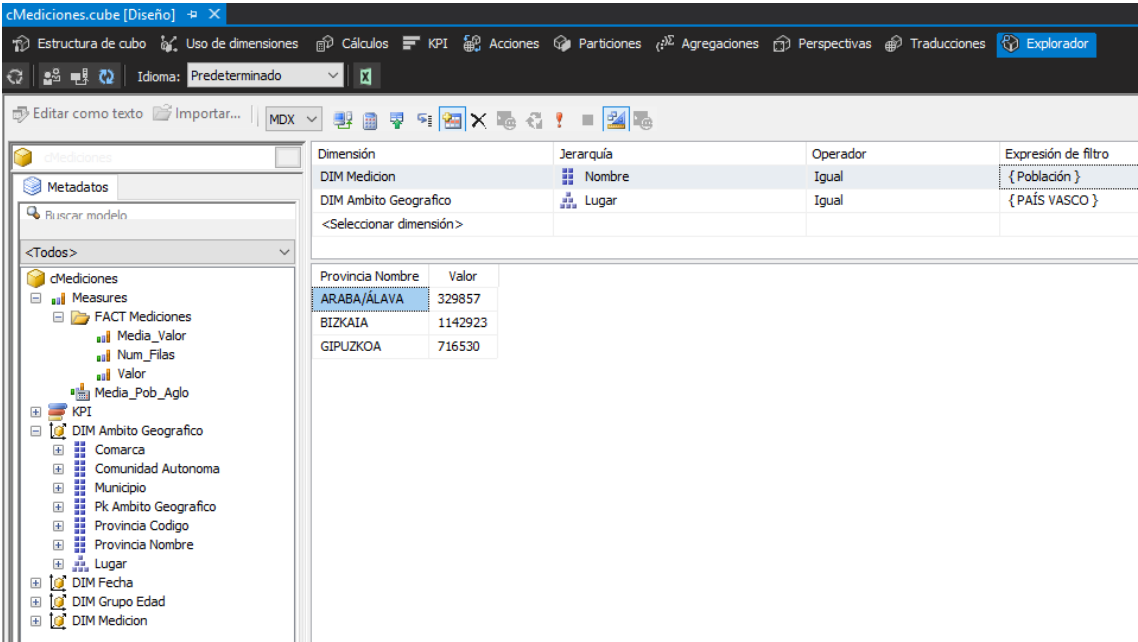 cMediciones.cube [Diseño]
Estructura de cubo Uso de dimensiones Cálculos KPI Acciones Particiones Agregaciones Perspectivas Traducciones Explorador
Idioma: Predeterminado
Editar como texto Importar... MDX
cMediciones
Metadatos
Buscar modelo
<Todos>
cMediciones
Measures
FACT Mediciones
Media_Valor
Num_Filas
Valor
Media_Pob_Aglo
KPI
DIM Ambito Geografico
Comarca
Comunidad Autonoma
Municipio
Pk Ambito Geografico
Provincia Codigo
Provincia Nombre
Lugar
DIM Fecha
DIM Grupo Edad
DIM Medicion
Dimensión Jerarquía Operador Expresión de filtro
DIM Medicion Nombre Igual { Población }
DIM Ambito Geografico Lugar Igual { PAÍS VASCO }
<Seleccionar dimensión>
Provincia Nombre Valor
ARABA/ÁLAVA 329857
BIZKAIA 1142923
GIPUZKOA 716530